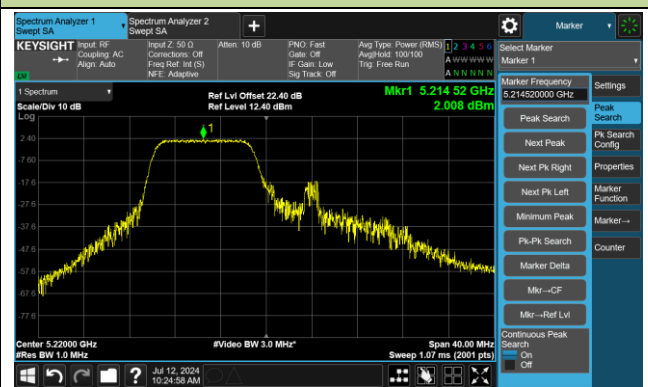 Spectrum Analyzer 1
Swept SA
Spectrum Analyzer 2
Swept SA
Marker
KEYSIGHT
Input: RF
Coupling: AC
Align: Auto
Input Z: 50 Ω
Corrections: Off
Freq Ref: Int (S)
NFE: Adaptive
Atten: 10 dB
PNO: Fast
Gate: Off
IF Gain: Low
Sig Track: Off
Avg Type: Power (RMS)
Avg|Hold: 100/100
Trig: Free Run
1 2 3 4 5 6
A W W W W W
A N N N N N
LXI
Select Marker
Marker 1
1 Spectrum
Scale/Div 10 dB
Log
Ref Lvl Offset 22.40 dB
Ref Level 12.40 dBm
Mkr1 5.214 52 GHz
2.008 dBm
1
2.40
-7.60
-17.6
-27.6
-37.6
-47.6
-57.6
-67.6
-77.6
Center 5.22000 GHz
#Res BW 1.0 MHz
#Video BW 3.0 MHz*
Span 40.00 MHz
Sweep 1.07 ms (2001 pts)
Marker Frequency
5.214520000 GHz
Peak Search
Next Peak
Next Pk Right
Next Pk Left
Minimum Peak
Pk-Pk Search
Marker Delta
Mkr→CF
Mkr→Ref Lvl
Continuous Peak
Search
On
Off
Settings
Peak
Search
Pk Search
Config
Properties
Marker
Function
Marker→
Counter
Jul 12, 2024
10:24:58 AM